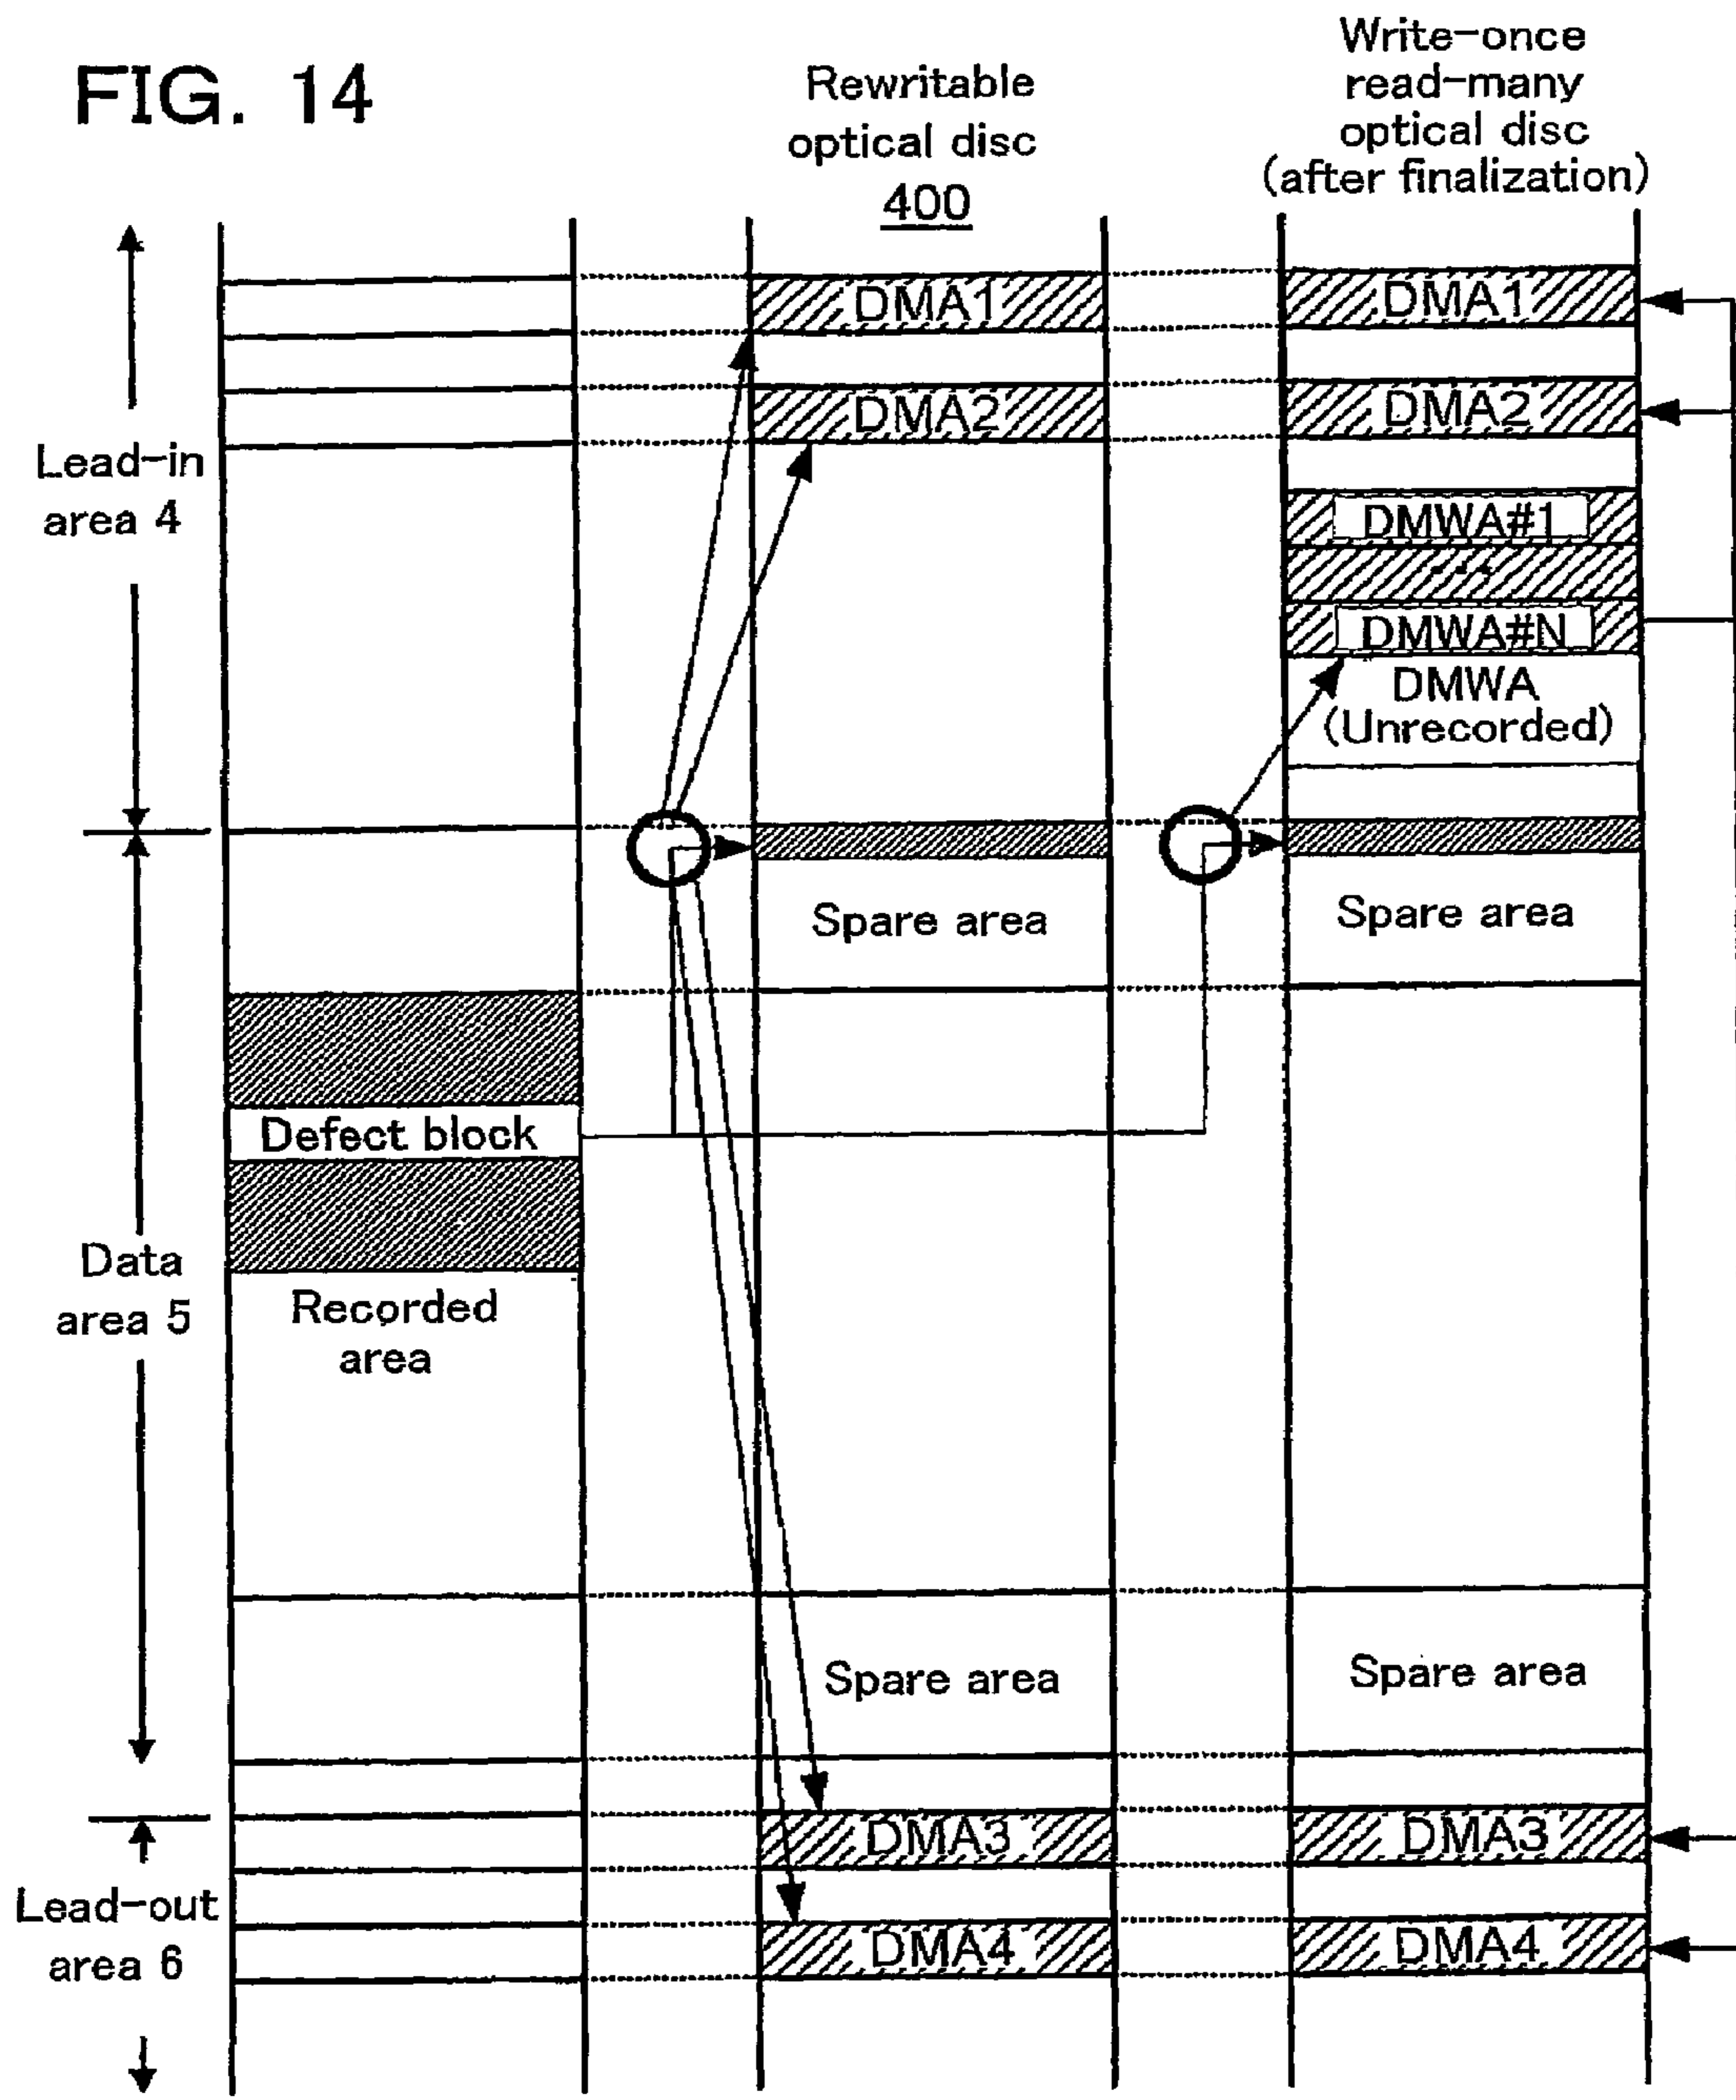 FIG. 14
Rewritable
optical disc
400
Write-once
read-many
optical disc
(after finalization)
Lead-in
area 4
Data
area 5
Lead-out
area 6
Defect block
Recorded
area
DMA1
DMA2
Spare area
Spare area
DMA3
DMA4
DMA1
DMA2
DMWA#1
...
DMWA#N
DMWA
(Unrecorded)
Spare area
Spare area
DMA3
DMA4